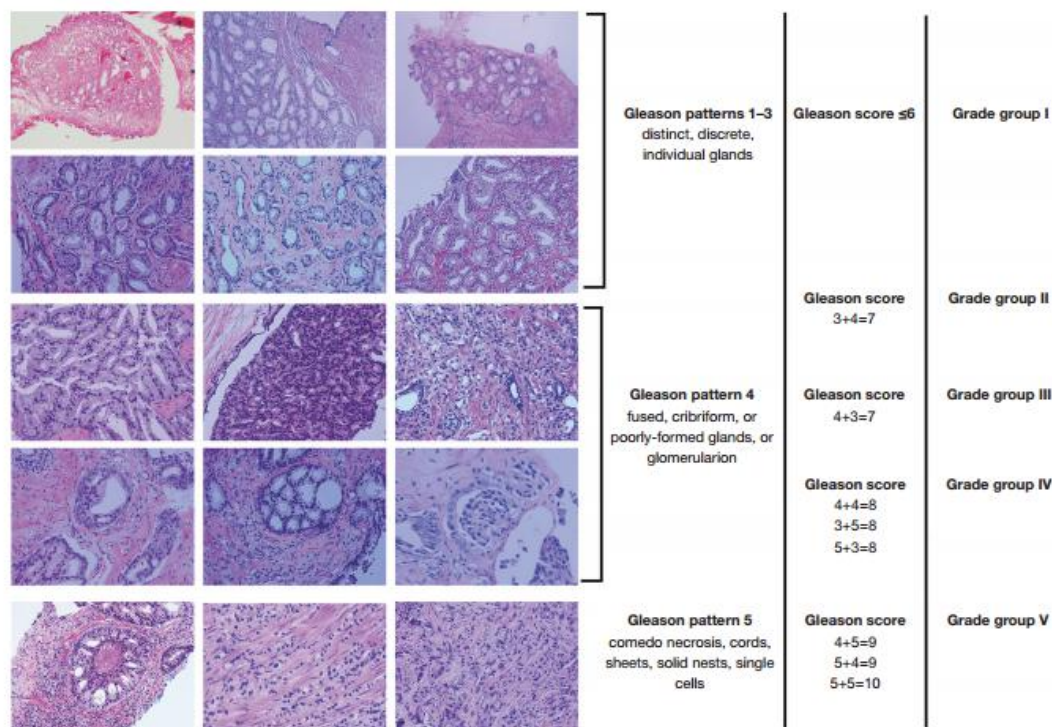 Gleason patterns 1–3
distinct, discrete,
individual glands
Gleason score ≤6
Grade group I
Gleason score
3+4=7
Grade group II
Gleason pattern 4
fused, cribriform, or
poorly-formed glands, or
glomerularion
Gleason score
4+3=7
Grade group III
Gleason score
4+4=8
3+5=8
5+3=8
Grade group IV
Gleason pattern 5
comedo necrosis, cords,
sheets, solid nests, single
cells
Gleason score
4+5=9
5+4=9
5+5=10
Grade group V